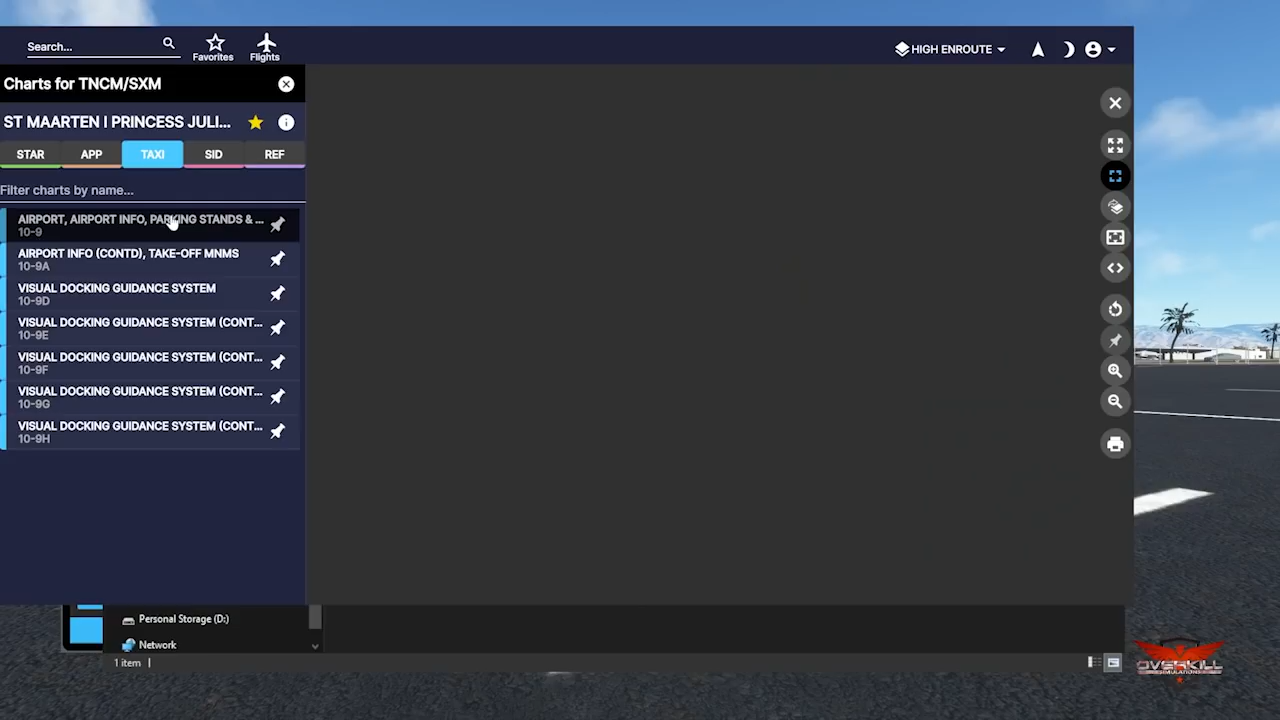 Search...
Favorites
Flights
HIGH ENROUTE
Charts for TNCM/SXM
ST MAARTEN | PRINCESS JULI...
STAR
APP
TAXI
SID
REF
Filter charts by name...
AIRPORT, AIRPORT INFO, PARKING STANDS & ...
10-9
AIRPORT INFO (CONTD), TAKE-OFF MNMS
10-9A
VISUAL DOCKING GUIDANCE SYSTEM
10-9D
VISUAL DOCKING GUIDANCE SYSTEM (CONT...
10-9E
VISUAL DOCKING GUIDANCE SYSTEM (CONT...
10-9F
VISUAL DOCKING GUIDANCE SYSTEM (CONT...
10-9G
VISUAL DOCKING GUIDANCE SYSTEM (CONT...
10-9H
Personal Storage (D:)
Network
1 item
OVERKILL
SIMULATIONS